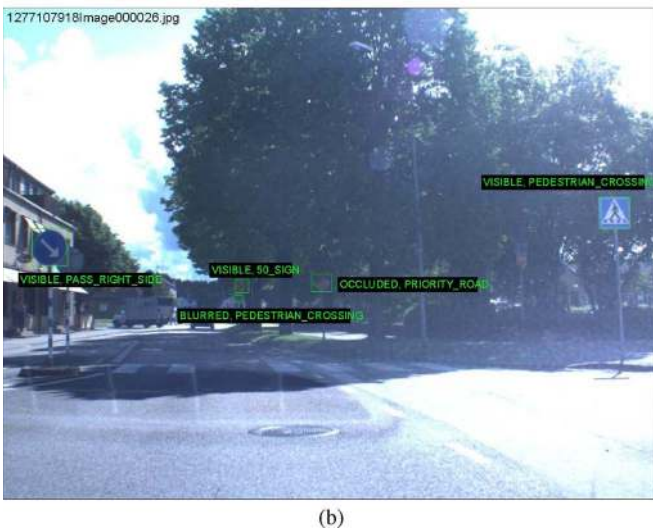 1277107918Image000026.jpg
VISIBLE, PEDESTRIAN_CROSSING
VISIBLE, 50_SIGN
VISIBLE, PASS_RIGHT_SIDE
OCCLUDED, PRIORITY_ROAD
BLURRED, PEDESTRIAN_CROSSING
(b)